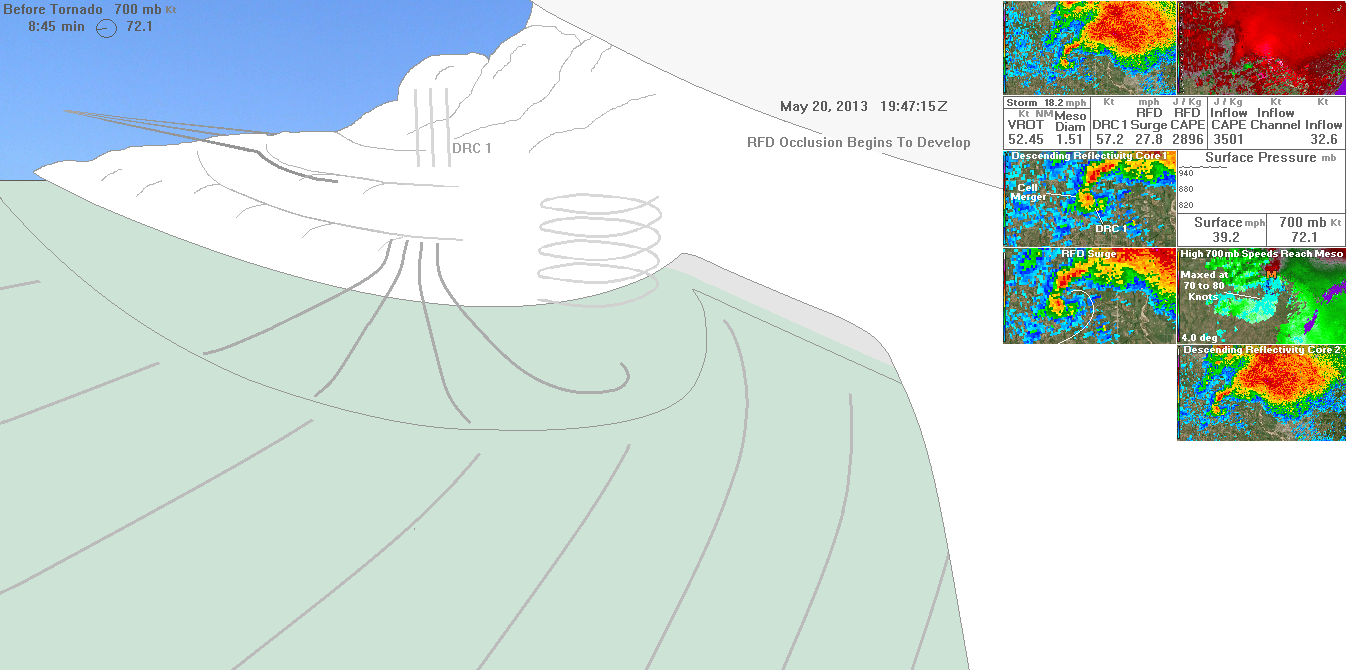 Before Tornado 700 mb Kt
8:45 min 72.1
DRC 1
May 20, 2013 19:47:15Z
RFD Occlusion Begins To Develop
Storm 18.2 mph
Kt NM
VROT Meso Diam
52.45 1.51
Kt mph J / Kg
DRC 1 RFD Surge RFD CAPE
57.2 27.8 2896
J / Kg Kt Kt
Inflow CAPE Inflow Channel Inflow
3501 32.6
Descending Reflectivity Core 1
Cell
Merger
DRC 1
Surface Pressure mb
940
880
820
Surface mph 700 mb Kt
39.2 72.1
RFD Surge
High 700mb Speeds Reach Meso
Maxed at
70 to 80
Knots
4.0 deg
Descending Reflectivity Core 2